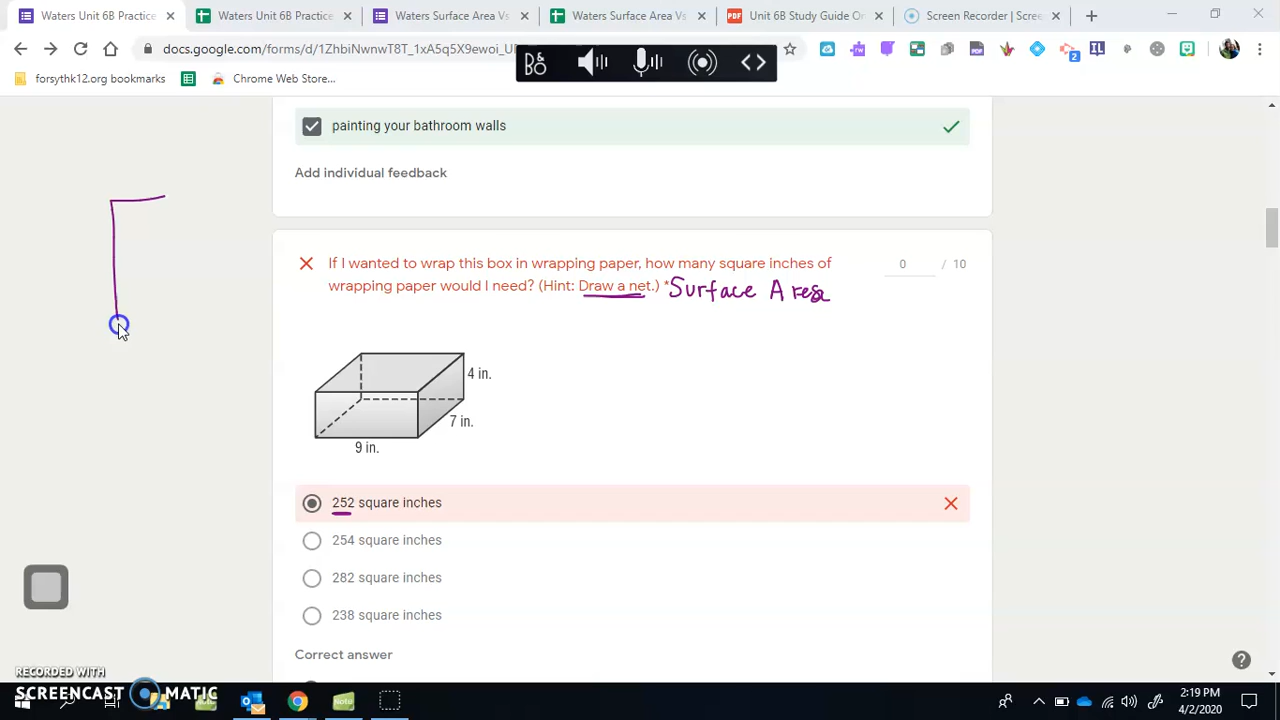 Waters Unit 6B Practice
Waters Unit 6B Practice
Waters Surface Area Vs
Waters Surface Area Vs
Unit 6B Study Guide
Screen Recorder | Scree
docs.google.com/forms/d/1ZhbiNwnwT8T_1xA5q5X9ewoi_U
forsythk12.org bookmarks
Chrome Web Store...
painting your bathroom walls
Add individual feedback
If I wanted to wrap this box in wrapping paper, how many square inches of
wrapping paper would I need? (Hint: Draw a net.) *
Surface Area
0 / 10
4 in.
7 in.
9 in.
252 square inches
254 square inches
282 square inches
238 square inches
Correct answer
RECORDED WITH
SCREENCAST MATIC
2:19 PM
4/2/2020